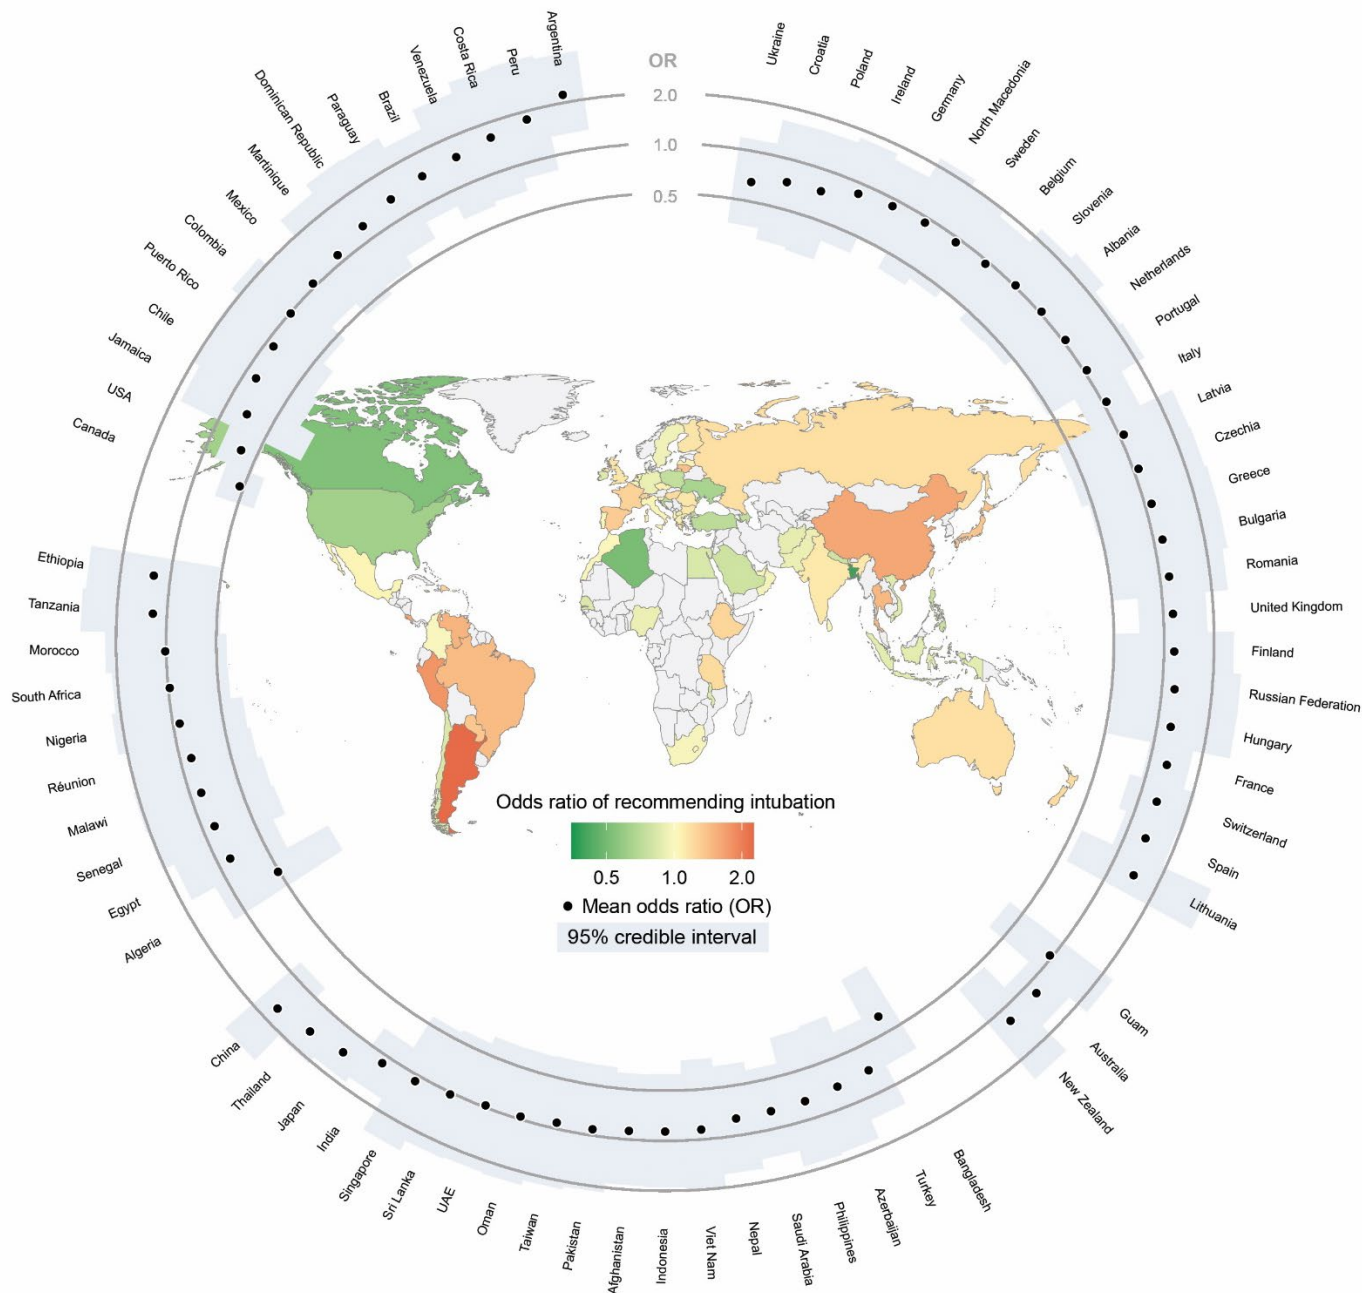 OR
2.0
1.0
0.5
Ukraine
Croatia
Poland
Ireland
Germany
North Macedonia
Sweden
Belgium
Slovenia
Albania
Netherlands
Portugal
Italy
Latvia
Czechia
Greece
Bulgaria
Romania
United Kingdom
Finland
Russian Federation
Hungary
France
Switzerland
Spain
Lithuania
Guam
Australia
New Zealand
Bangladesh
Turkey
Azerbaijan
Philippines
Saudi Arabia
Nepal
Viet Nam
Indonesia
Afghanistan
Pakistan
Taiwan
Oman
UAE
Sri Lanka
Singapore
India
Japan
Thailand
China
Algeria
Egypt
Senegal
Malawi
Réunion
Nigeria
South Africa
Morocco
Tanzania
Ethiopia
Canada
USA
Jamaica
Chile
Puerto Rico
Colombia
Mexico
Martinique
Dominican Republic
Paraguay
Brazil
Venezuela
Costa Rica
Peru
Argentina
Odds ratio of recommending intubation
0.5 1.0 2.0
Mean odds ratio (OR)
95% credible interval